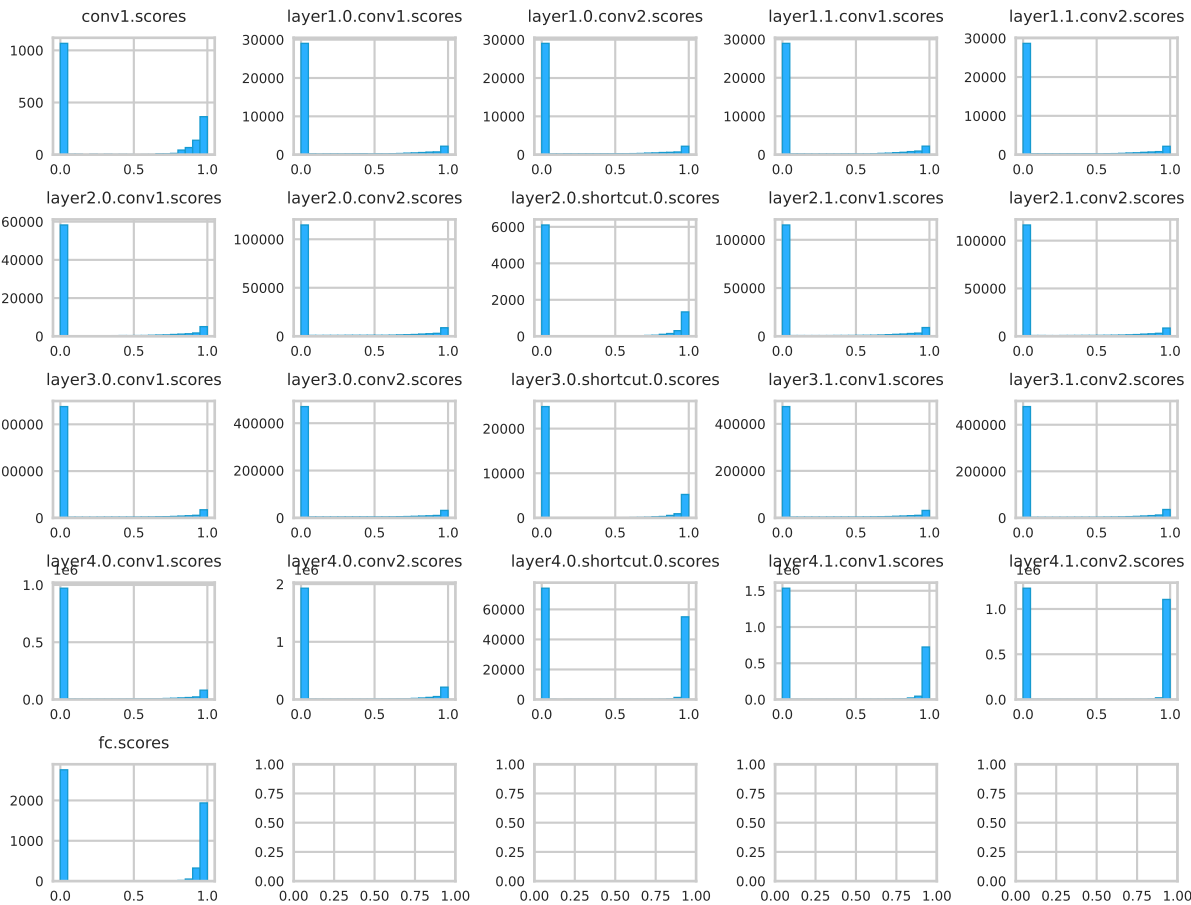 conv1.scores layer1.0.conv1.scores layer1.0.conv2.scores layer1.1.conv1.scores layer1.1.conv2.scores
1000 30000 30000 30000 30000
500 20000 20000 20000 20000
10000 10000 10000 10000
0 0 0 0 0
0.0 0.5 1.0 0.0 0.5 1.0 0.0 0.5 1.0 0.0 0.5 1.0 0.0 0.5 1.0
layer2.0.conv1.scores layer2.0.conv2.scores layer2.0.shortcut.0.scores layer2.1.conv1.scores layer2.1.conv2.scores
60000 100000 6000 100000 100000
40000 50000 4000 50000 50000
20000 2000
0 0 0 0 0
0.0 0.5 1.0 0.0 0.5 1.0 0.0 0.5 1.0 0.0 0.5 1.0 0.0 0.5 1.0
layer3.0.conv1.scores layer3.0.conv2.scores layer3.0.shortcut.0.scores layer3.1.conv1.scores layer3.1.conv2.scores
00000 400000 20000 400000 400000
00000 200000 10000 200000 200000
0 0 0 0 0
0.0 0.5 1.0 0.0 0.5 1.0 0.0 0.5 1.0 0.0 0.5 1.0 0.0 0.5 1.0
layer4.0.conv1.scores layer4.0.conv2.scores layer4.0.shortcut.0.scores layer4.1.conv1.scores layer4.1.conv2.scores
1e6 1e6 1e6 1e6
1.0 2 60000 1.5 1.0
0.5 1 40000 1.0 0.5
20000 0.5
0.0 0 0 0.0 0.0
0.0 0.5 1.0 0.0 0.5 1.0 0.0 0.5 1.0 0.0 0.5 1.0 0.0 0.5 1.0
fc.scores
2000 1.00 1.00 1.00 1.00
1000 0.75 0.75 0.75 0.75
0.50 0.50 0.50 0.50
0.25 0.25 0.25 0.25
0 0.00 0.00 0.00 0.00
0.0 0.5 1.0 0.00 0.25 0.50 0.75 1.00 0.00 0.25 0.50 0.75 1.00 0.00 0.25 0.50 0.75 1.00 0.00 0.25 0.50 0.75 1.00